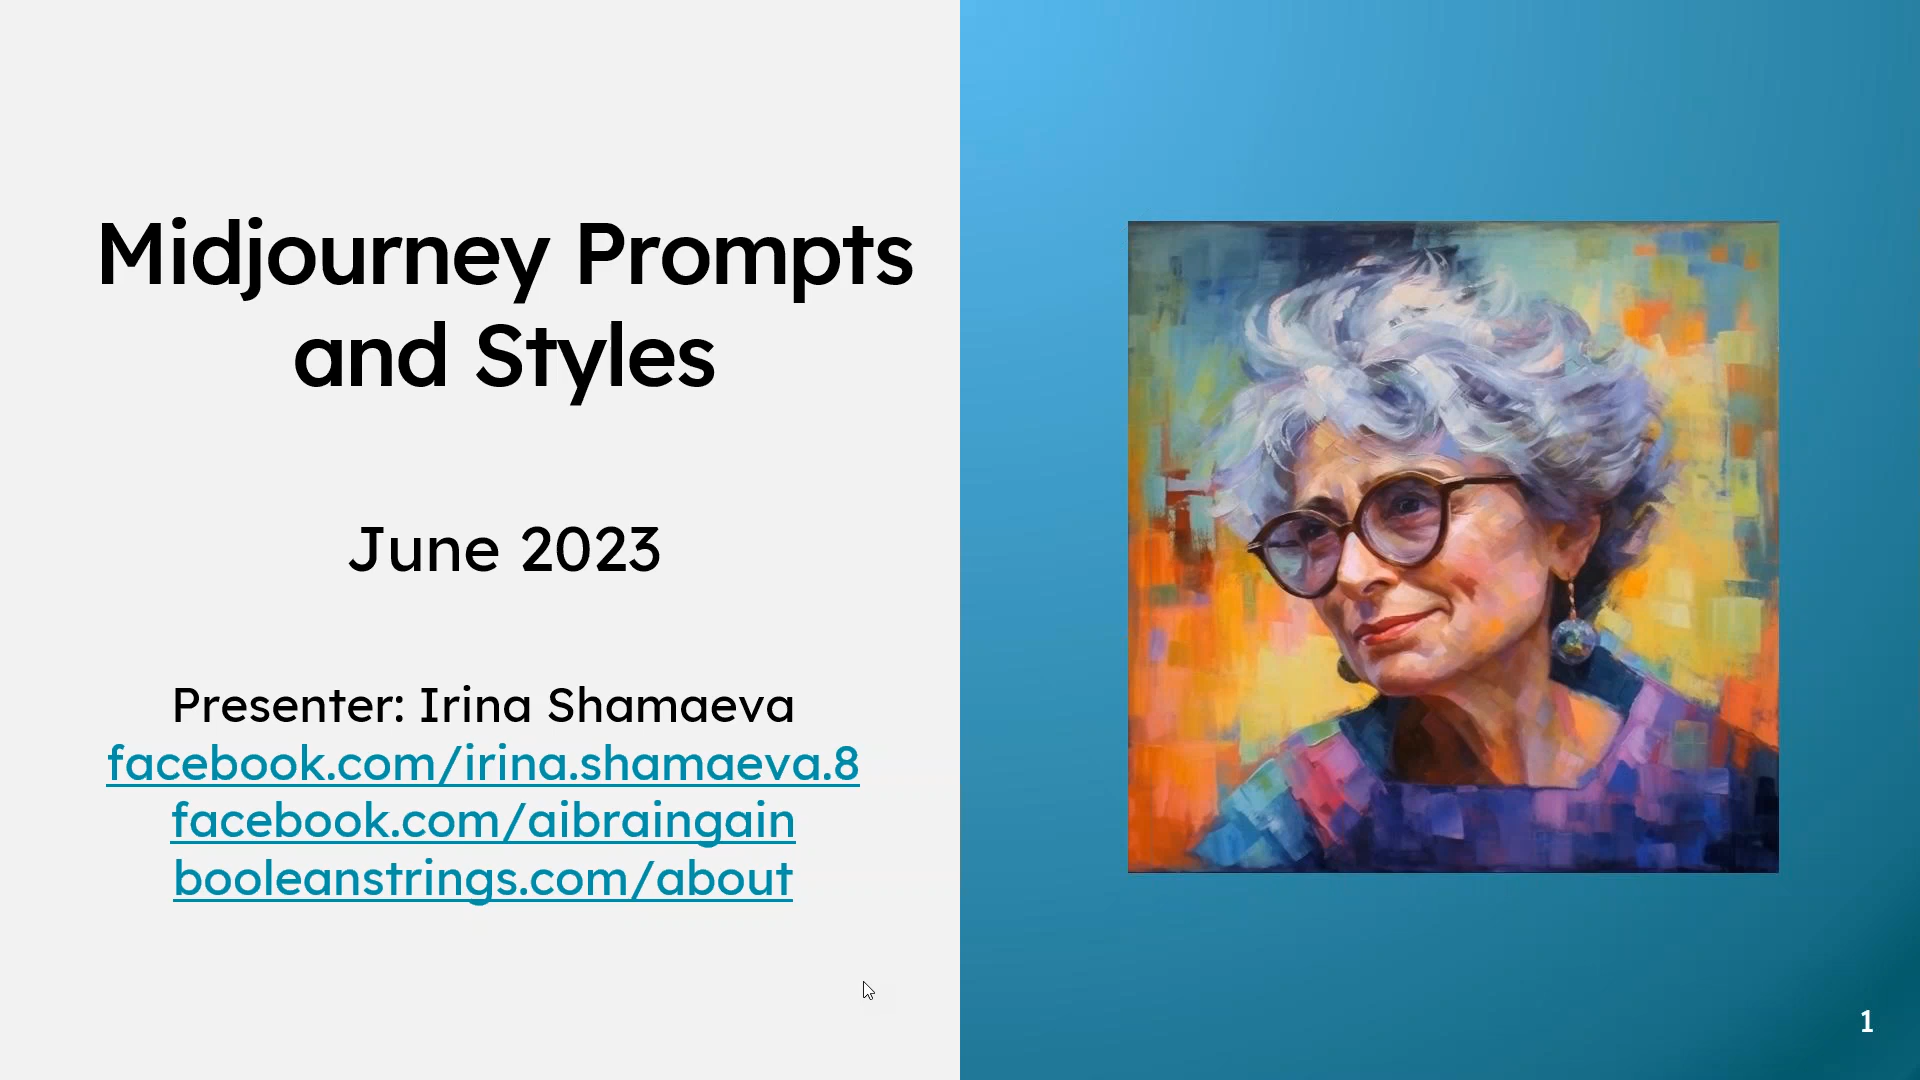 Midjourney Prompts
and Styles
June 2023
Presenter: Irina Shamaeva
facebook.com/irina.shamaeva.8
facebook.com/aibraingain
booleanstrings.com/about
1